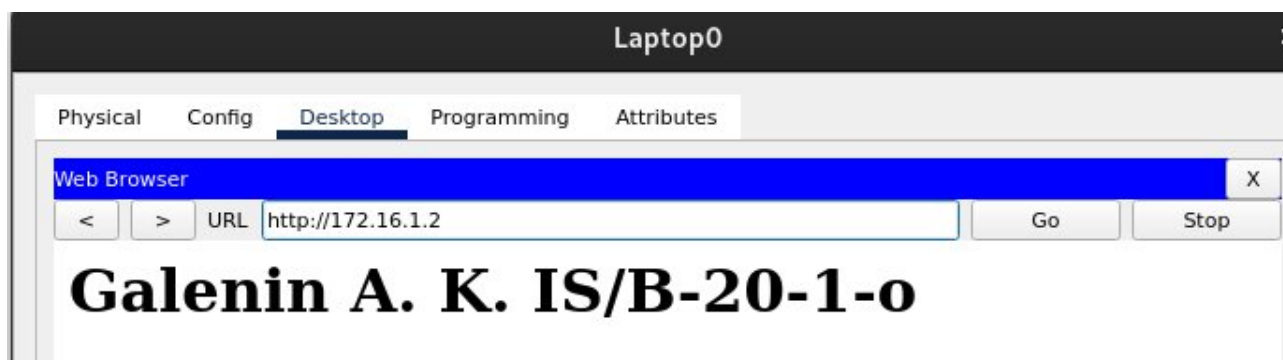 Laptop0
Physical Config Desktop Programming Attributes
Web Browser X
< > URL http://172.16.1.2 Go Stop
Galenin A. K. IS/B-20-1-o